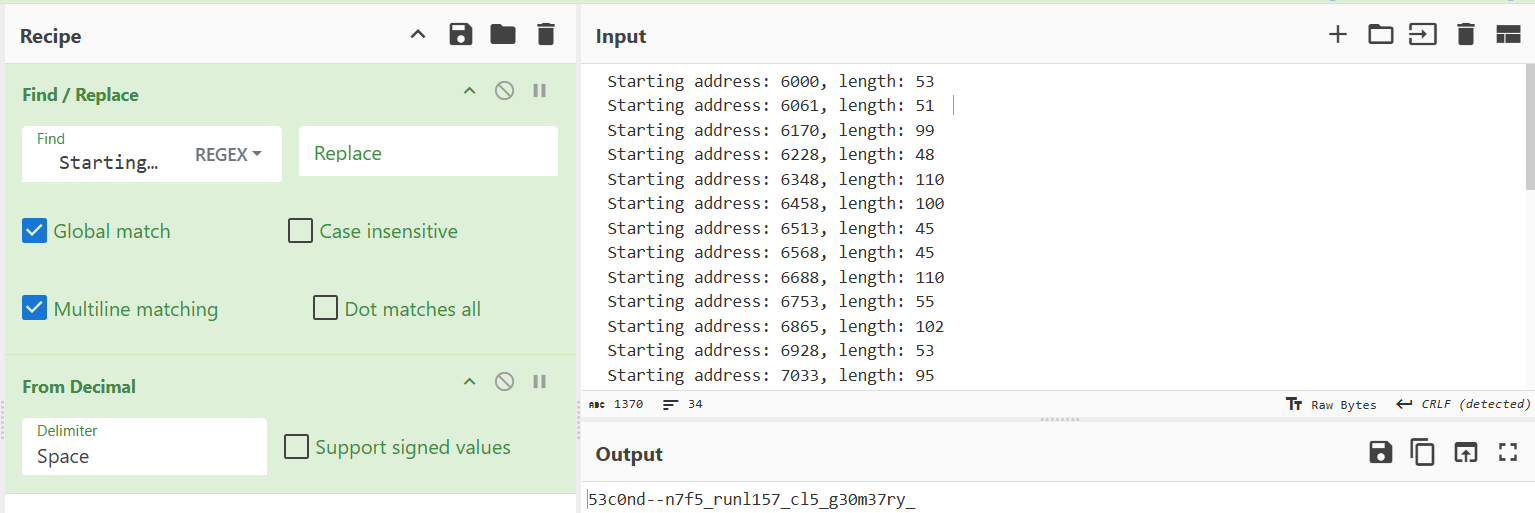 Recipe
Find / Replace
Find
Starting…
REGEX
Replace
Global match
Case insensitive
Multiline matching
Dot matches all
From Decimal
Delimiter
Space
Support signed values
Input
Starting address: 6000, length: 53
Starting address: 6061, length: 51
Starting address: 6170, length: 99
Starting address: 6228, length: 48
Starting address: 6348, length: 110
Starting address: 6458, length: 100
Starting address: 6513, length: 45
Starting address: 6568, length: 45
Starting address: 6688, length: 110
Starting address: 6753, length: 55
Starting address: 6865, length: 102
Starting address: 6928, length: 53
Starting address: 7033, length: 95
ABC 1370 34
Tт Raw Bytes CRLF (detected)
Output
53c0nd--n7f5_runl157_cl5_g30m37ry_